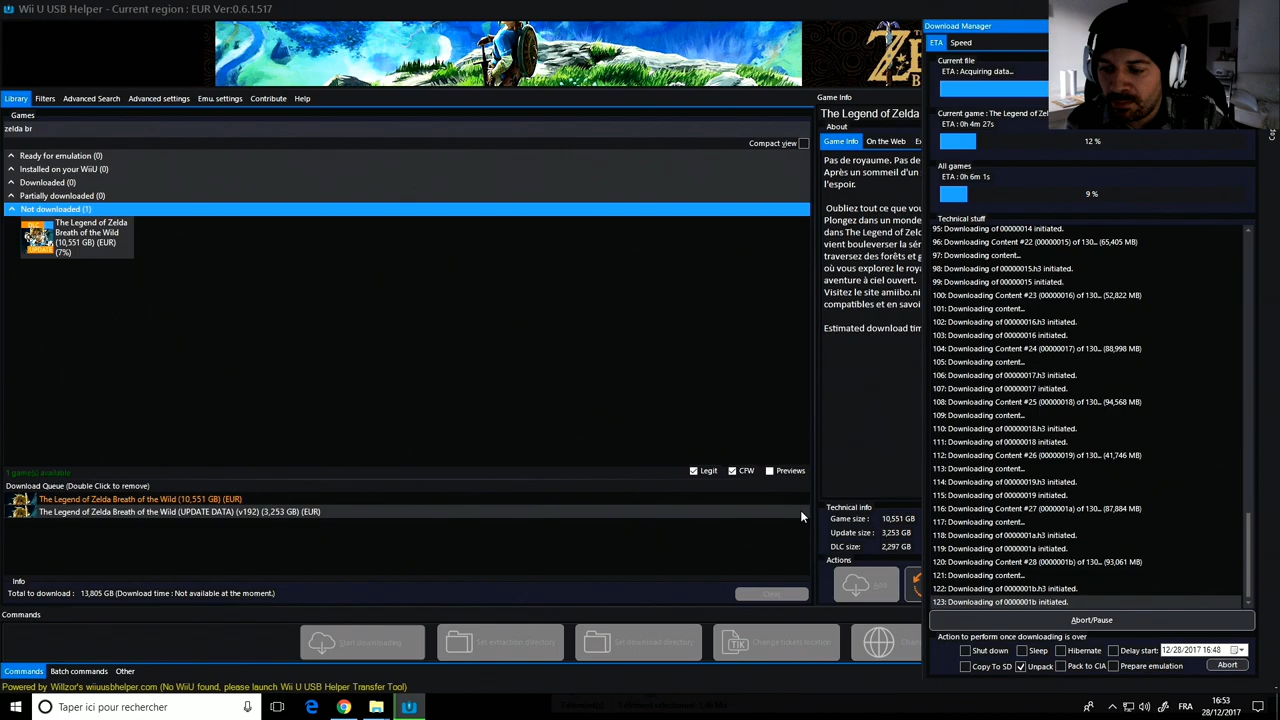 Wii U USB Helper - Current region : EUR Ver:0.6.1.517
Library Filters Advanced Search Advanced settings Emu. settings Contribute Help
Games
zelda br
Compact view
Ready for emulation (0)
Installed on your WiiU (0)
Downloaded (0)
Partially downloaded (0)
Not downloaded (1)
DLC
UPDATE
The Legend of Zelda
Breath of the Wild
(10,551 GB) (EUR)
(7%)
1 game(s) available
Legit CFW Previews
Download Queue (Double Click to remove)
The Legend of Zelda Breath of the Wild (10,551 GB) (EUR)
The Legend of Zelda Breath of the Wild (UPDATE DATA) (v192) (3,253 GB) (EUR)
Info
Total to download : 13,805 GB (Download time : Not available at the moment.)
Clear
Commands
Start downloading
Set extraction directory
Set download directory
Change tickets location
Commands Batch commands Other
Powered by Willzor's wiiuusbhelper.com (No WiiU found, please launch Wii U USB Helper Transfer Tool)
Game Info
The Legend of Zelda
About
Game Info On the Web
Pas de royaume. Pas de
Après un sommeil d'un
l'espoir.
Oubliez tout ce que vou
Plongez dans un monde
dans The Legend of Zeld
vient bouleverser la séri
traversez des forêts et g
où vous explorez le roya
aventure à ciel ouvert.
Visitez le site amiibo.ni
compatibles et en savoi
Estimated download tim
Technical info
Game size : 10,551 GB
Update size: 3,253 GB
DLC size: 2,297 GB
Actions
Add
Download Manager
ETA Speed
Current file
ETA : Acquiring data...
Current game : The Legend of Zel
ETA : 0h 4m 27s
12 %
All games
ETA : 0h 6m 1s
9 %
Technical stuff
95: Downloading of 00000014 initiated.
96: Downloading Content #22 (00000015) of 130... (65,405 MB)
97: Downloading content...
98: Downloading of 00000015.h3 initiated.
99: Downloading of 00000015 initiated.
100: Downloading Content #23 (00000016) of 130... (52,822 MB)
101: Downloading content...
102: Downloading of 00000016.h3 initiated.
103: Downloading of 00000016 initiated.
104: Downloading Content #24 (00000017) of 130... (88,998 MB)
105: Downloading content...
106: Downloading of 00000017.h3 initiated.
107: Downloading of 00000017 initiated.
108: Downloading Content #25 (00000018) of 130... (94,568 MB)
109: Downloading content...
110: Downloading of 00000018.h3 initiated.
111: Downloading of 00000018 initiated.
112: Downloading Content #26 (00000019) of 130... (41,746 MB)
113: Downloading content...
114: Downloading of 00000019.h3 initiated.
115: Downloading of 00000019 initiated.
116: Downloading Content #27 (0000001a) of 130... (87,884 MB)
117: Downloading content...
118: Downloading of 0000001a.h3 initiated.
119: Downloading of 0000001a initiated.
120: Downloading Content #28 (0000001b) of 130... (93,061 MB)
121: Downloading content...
122: Downloading of 0000001b.h3 initiated.
123: Downloading of 0000001b initiated.
Abort/Pause
Action to perform once downloading is over
Shut down Sleep Hibernate Delay start: 12/28/2017 16:48
Copy To SD Unpack Pack to CIA Prepare emulation Abort
Taper ici pour rechercher
FRA
16:53
28/12/2017